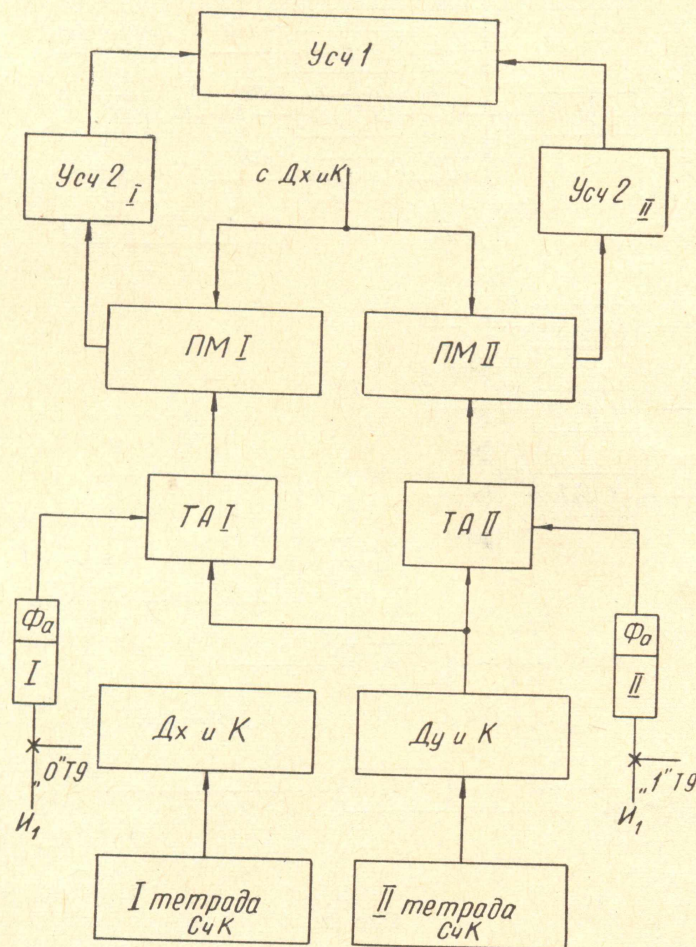 Усч 1
Усч 2 I
Усч 2 II
с Дх и К
ПМ I
ПМ II
ТА I
ТА II
Фа
I
Фа
II
Дх и К
Ду и К
„0"Т9
„1"Т9
И₁
И₁
I тетрада
СчК
II тетрада
СчК